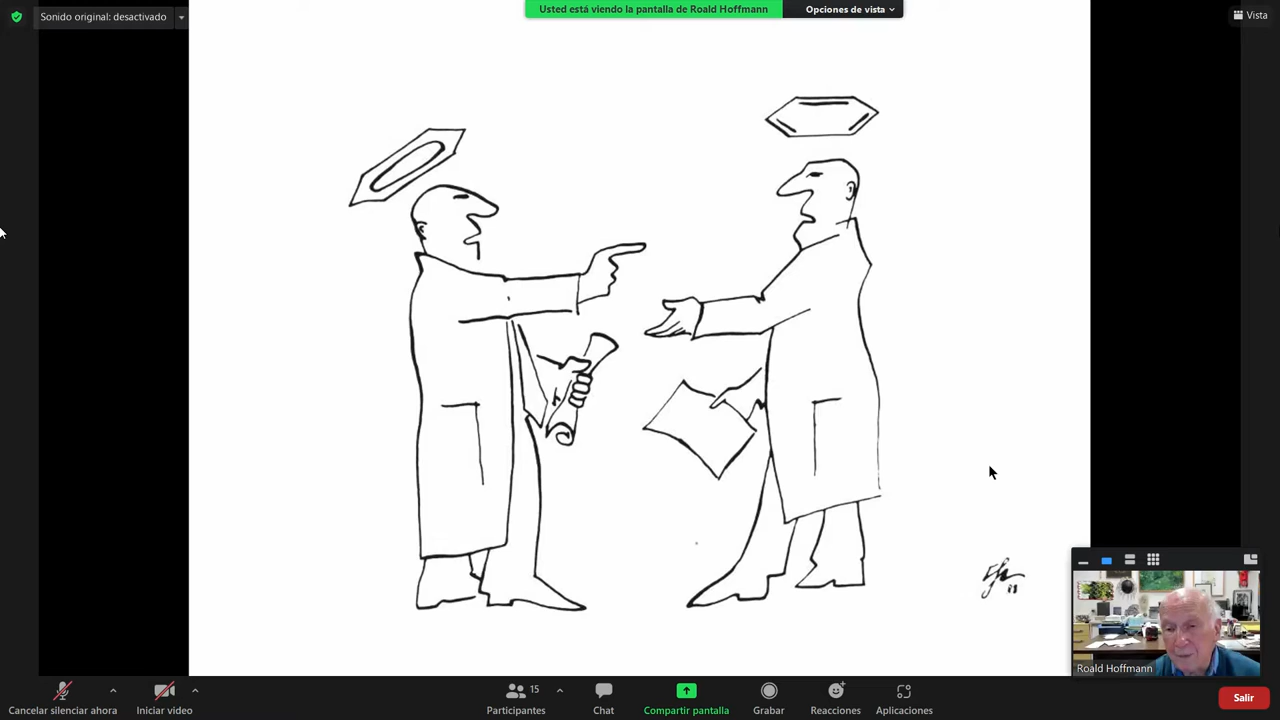 Sonido original: desactivado
Usted está viendo la pantalla de Roald Hoffmann
Opciones de vista
Vista
Roald Hoffmann
Cancelar silenciar ahora
Iniciar video
Participantes
15
Chat
Compartir pantalla
Grabar
Reacciones
Aplicaciones
Salir